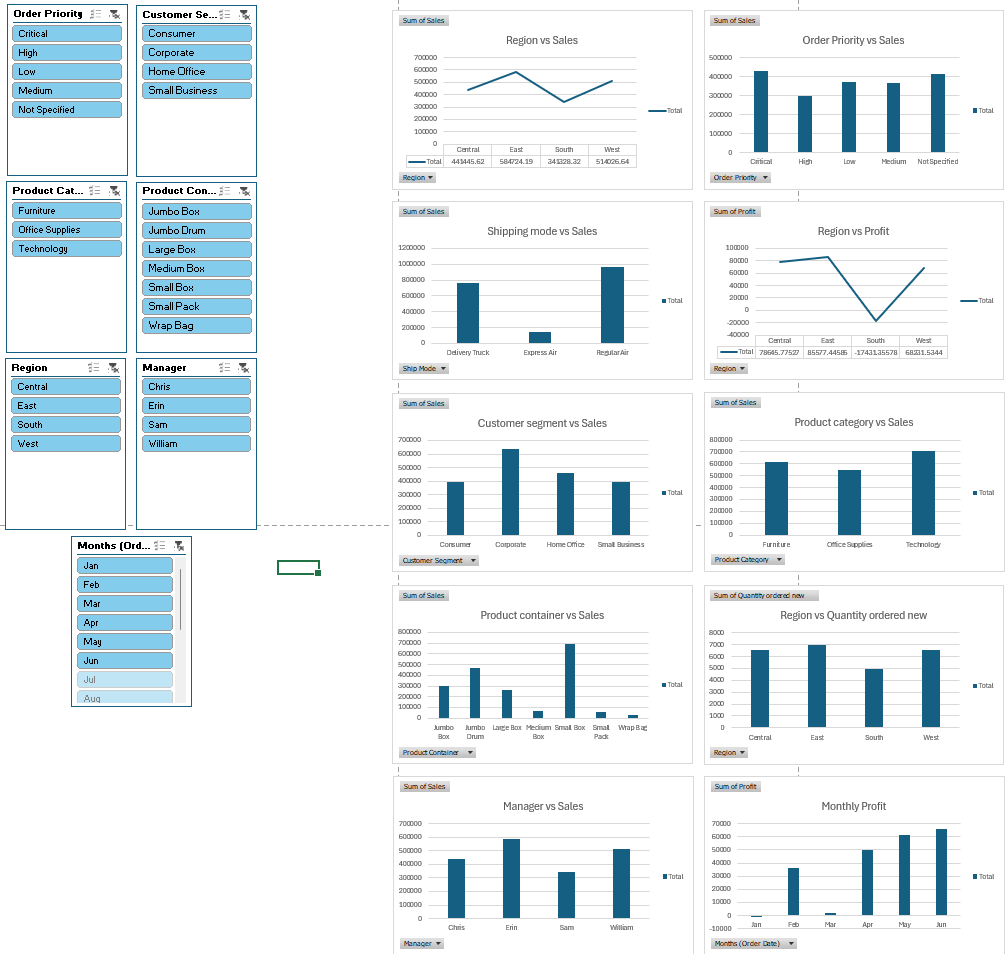 Order Priority
Critical
High
Low
Medium
Not Specified
Customer Se...
Consumer
Corporate
Home Office
Small Business
Product Cat...
Furniture
Office Supplies
Technology
Product Con...
Jumbo Box
Jumbo Drum
Large Box
Medium Box
Small Box
Small Pack
Wrap Bag
Region
Central
East
South
West
Manager
Chris
Erin
Sam
William
Months (Ord...
Jan
Feb
Mar
Apr
May
Jun
Jul
Aug
Sum of Sales
Region vs Sales
700000
600000
500000
400000
300000
200000
100000
0
Central East South West
Total 441445.62 584724.19 341328.32 514026.64
Total
Region
Sum of Sales
Order Priority vs Sales
500000
400000
300000
200000
100000
0
Critical High Low Medium Not Specified
Total
Order Priority
Sum of Sales
Shipping mode vs Sales
1200000
1000000
800000
600000
400000
200000
0
Delivery Truck Express Air Regular Air
Total
Ship Mode
Sum of Profit
Region vs Profit
100000
80000
60000
40000
20000
0
-20000
-40000
Central East South West
Total 78645.77527 85577.44586 -17431.35578 68231.5344
Total
Region
Sum of Sales
Customer segment vs Sales
700000
600000
500000
400000
300000
200000
100000
0
Consumer Corporate Home Office Small Business
Total
Customer Segment
Sum of Sales
Product category vs Sales
800000
700000
600000
500000
400000
300000
200000
100000
0
Furniture Office Supplies Technology
Total
Product Category
Sum of Sales
Product container vs Sales
800000
700000
600000
500000
400000
300000
200000
100000
0
Jumbo Box Jumbo Drum Large Box Medium Box Small Box Small Pack Wrap Bag
Total
Product Container
Sum of Quantity ordered new
Region vs Quantity ordered new
8000
7000
6000
5000
4000
3000
2000
1000
0
Central East South West
Total
Region
Sum of Sales
Manager vs Sales
700000
600000
500000
400000
300000
200000
100000
0
Chris Erin Sam William
Total
Manager
Sum of Profit
Monthly Profit
70000
60000
50000
40000
30000
20000
10000
0
-10000
Jan Feb Mar Apr May Jun
Total
Months (Order Date)